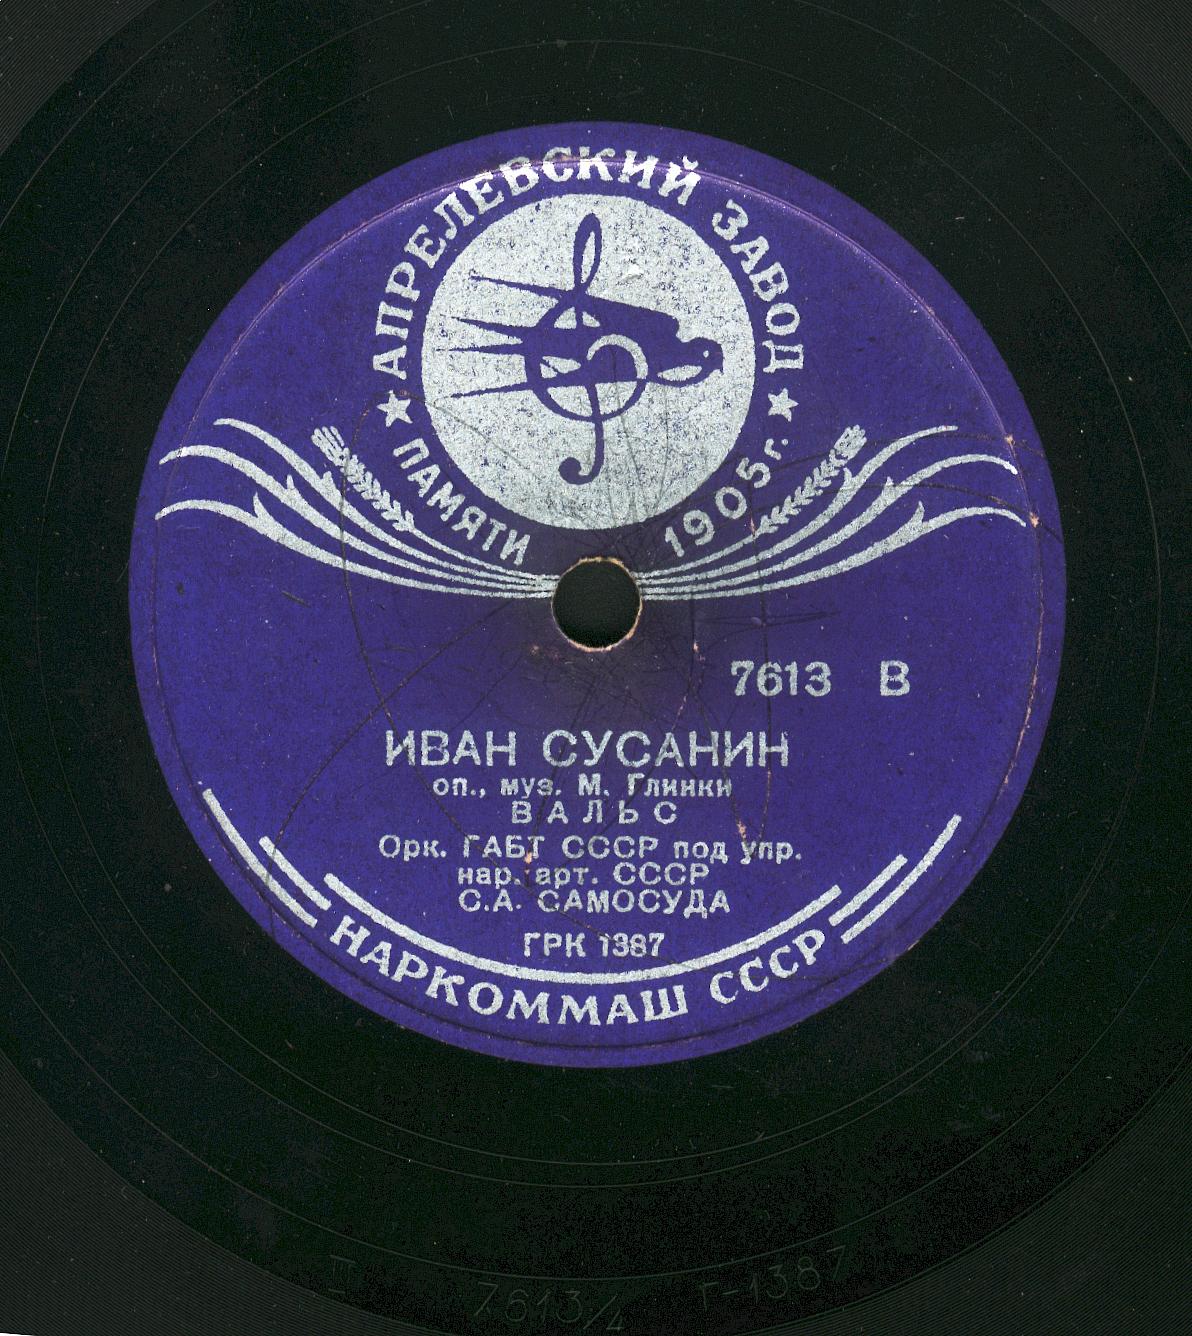 АПРЕЛЕВСКИЙ ЗАВОД
ПАМЯТИ 1905 г.
7613 В
ИВАН СУСАНИН
оп., муз. М. Глинки
ВАЛЬС
Орк. ГАБТ СССР под упр.
нар. арт. СССР
С.А. САМОСУДА
ГРК 1387
НАРКОММАШ СССР
II 7613/4 Г-1387